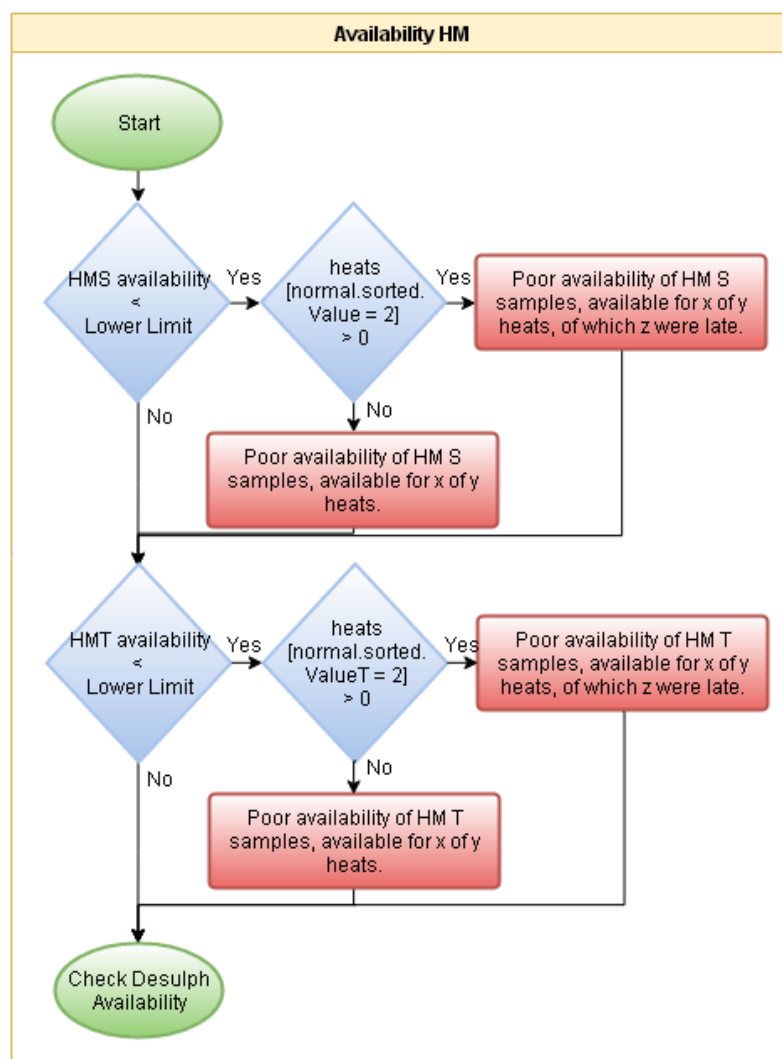 Availability HM
Start
HMS availability
<
Lower Limit
Yes
heats
[normal.sorted.
Value = 2]
> 0
Yes
Poor availability of HM S
samples, available for x of y
heats, of which z were late.
No
No
Poor availability of HM S
samples, available for x of y
heats.
HMT availability
<
Lower Limit
Yes
heats
[normal.sorted.
ValueT = 2]
> 0
Yes
Poor availability of HM T
samples, available for x of y
heats, of which z were late.
No
No
Poor availability of HM T
samples, available for x of y
heats.
Check Desulph
Availability